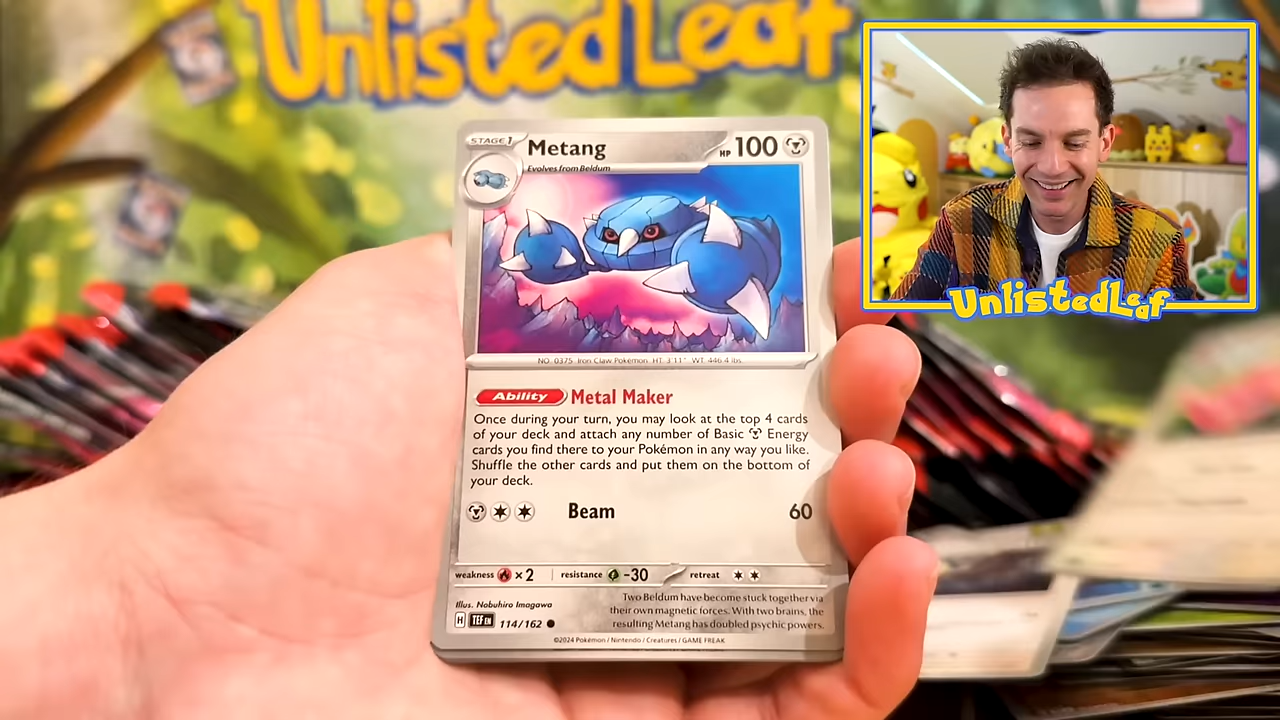 UnlistedLeaf
STAGE 1
Metang
HP 100
Evolves from Beldum
UnlistedLeaf
NO. 0375 Iron Claw Pokémon HT: 3'11" WT: 446.4 lbs
Ability Metal Maker
Once during your turn, you may look at the top 4 cards
of your deck and attach any number of Basic Energy
cards you find there to your Pokémon in any way you like.
Shuffle the other cards and put them on the bottom of
your deck.
Beam 60
weakness ×2 resistance -30 retreat
Illus. Nobuhiro Imagawa
Two Beldum have become stuck together via
their own magnetic forces. With two brains, the
resulting Metang has doubled psychic powers.
H TEF EN 114/162
©2024 Pokémon / Nintendo / Creatures / GAME FREAK